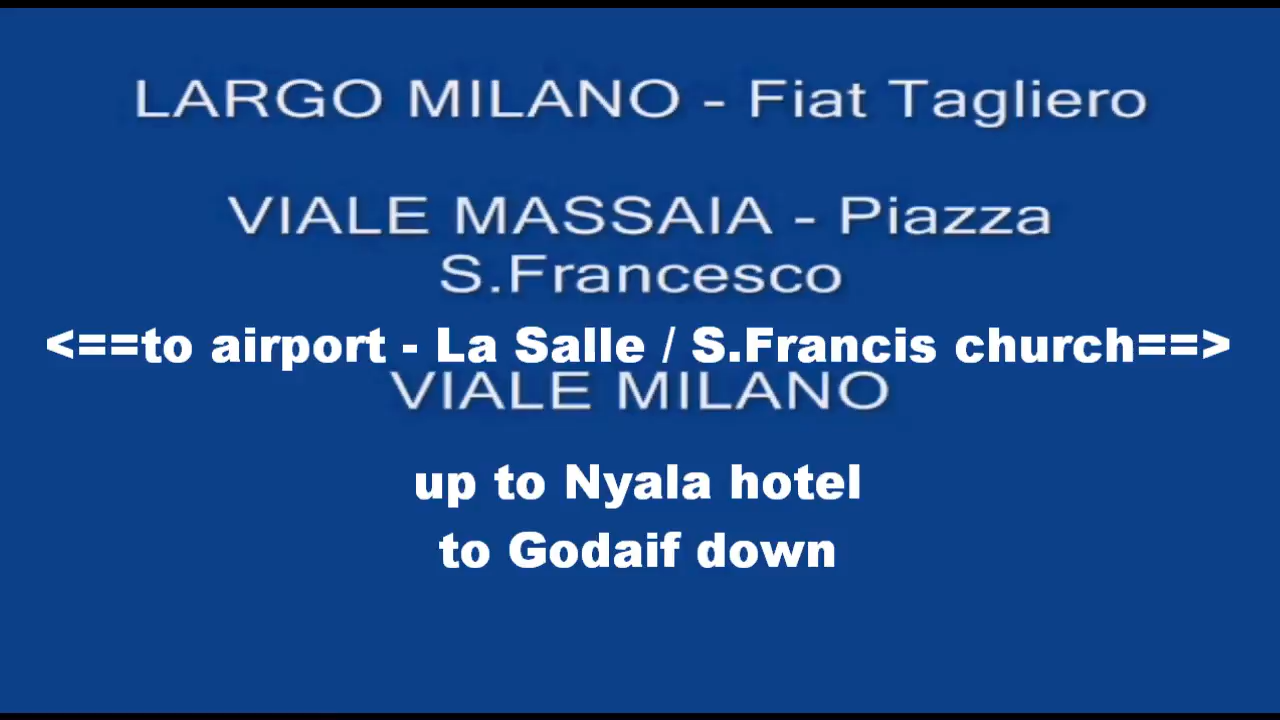 LARGO MILANO - Fiat Tagliero
VIALE MASSAIA - Piazza
S.Francesco
<==to airport - La Salle / S.Francis church==>
VIALE MILANO
up to Nyala hotel
to Godaif down